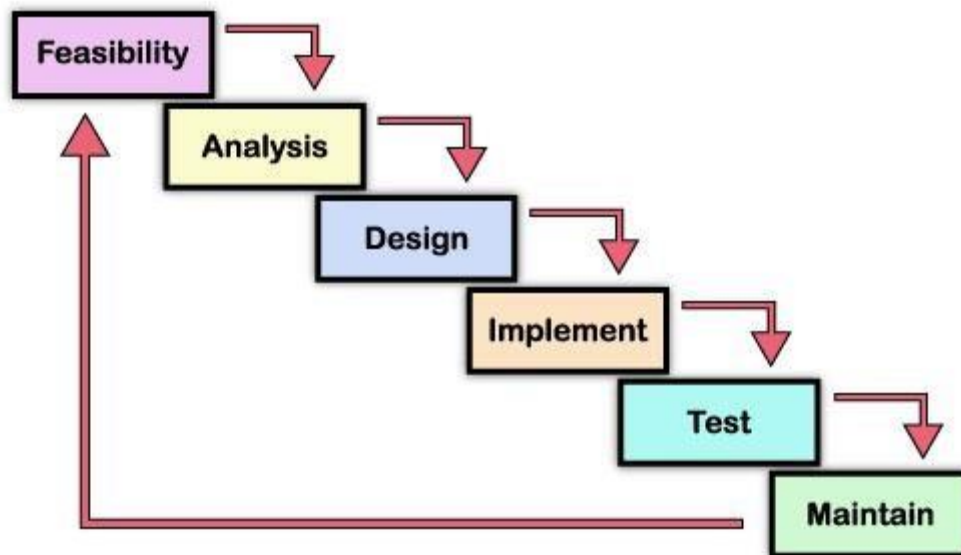 Feasibility
Analysis
Design
Implement
Test
Maintain